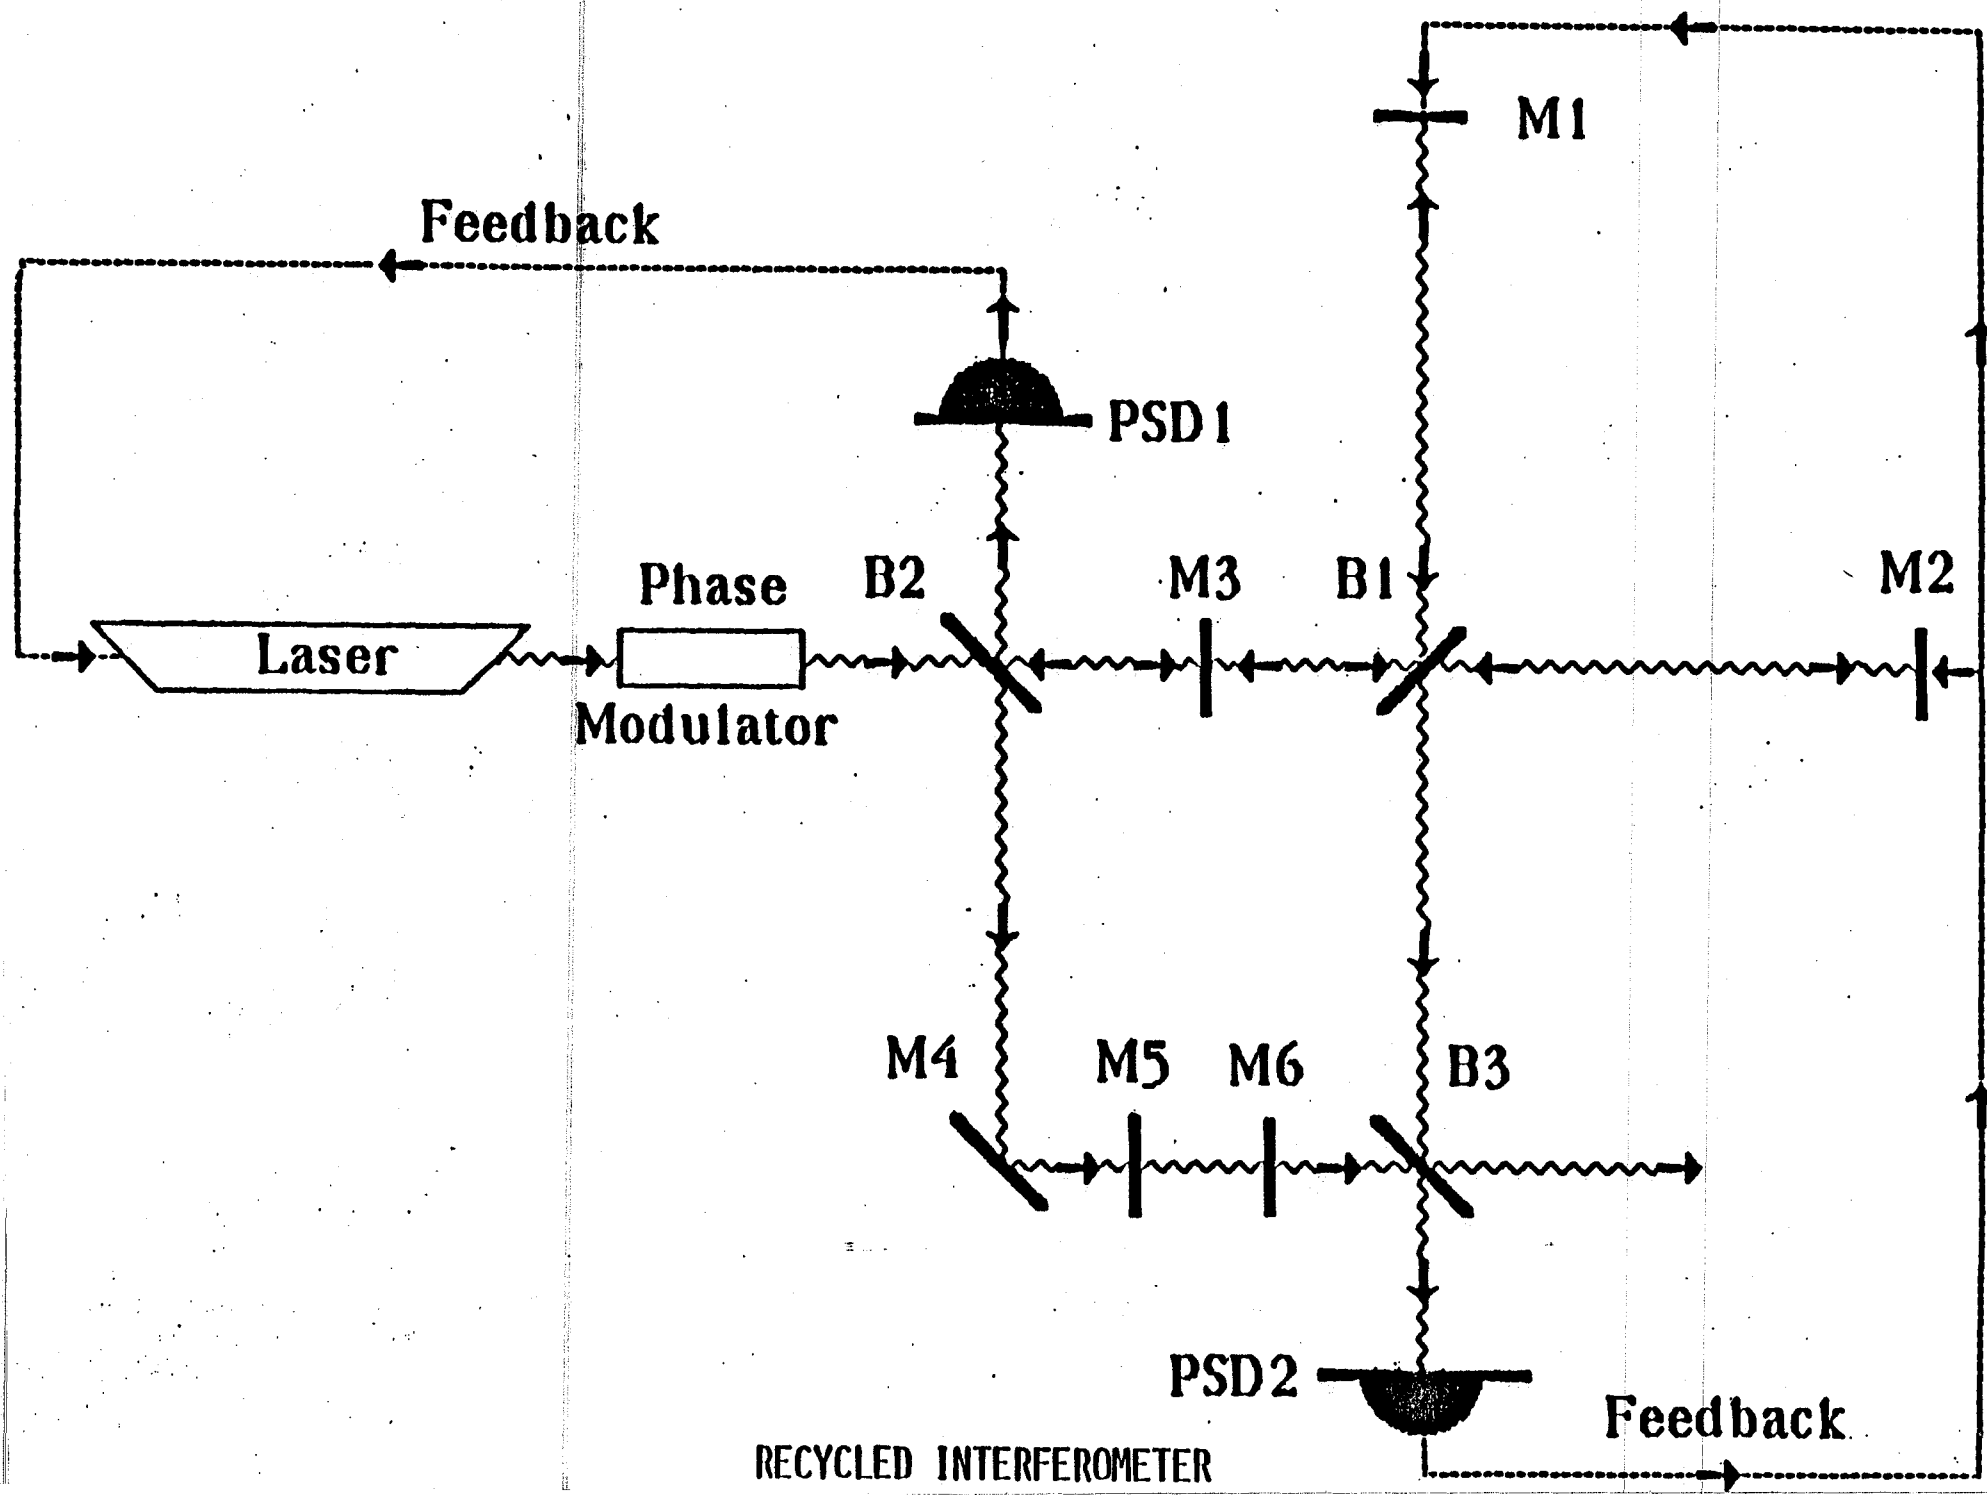 M1
Feedback
PSD1
B2
M3
B1
M2
Phase
Laser
Modulator
M4
M5
M6
B3
PSD2
Feedback
RECYCLED INTERFEROMETER